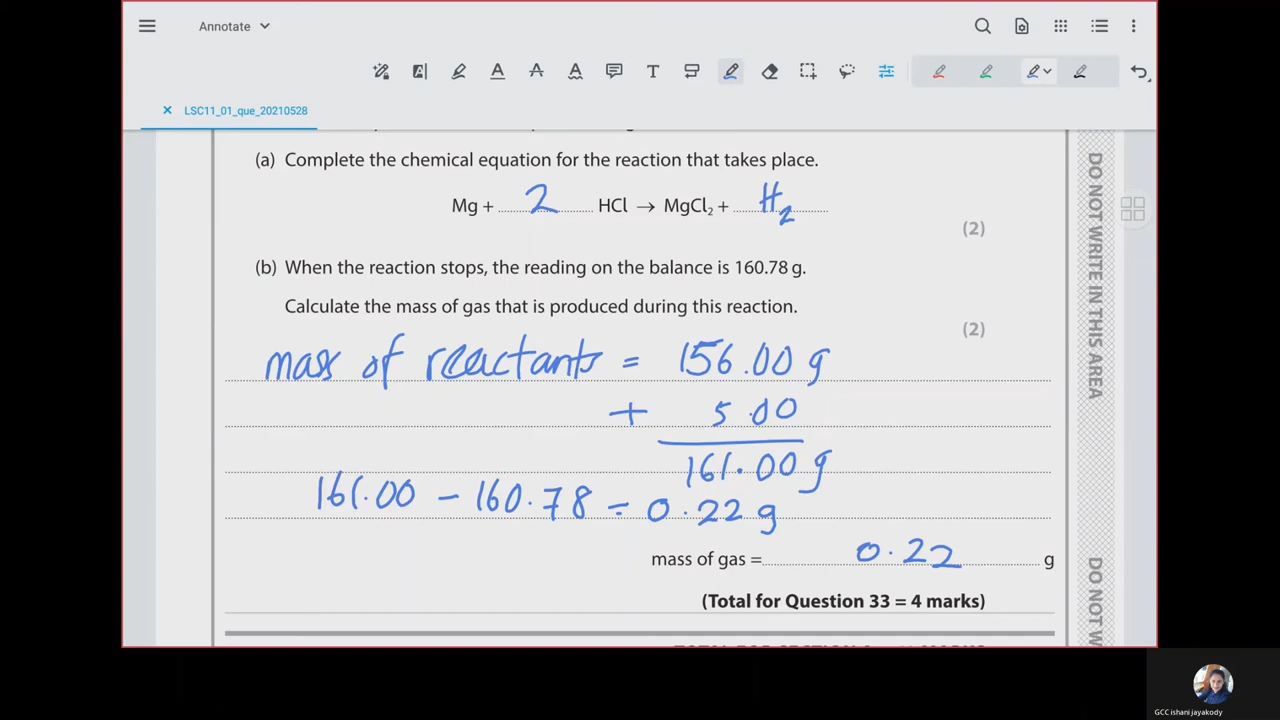 Annotate
LSC11_01_que_20210528
(a) Complete the chemical equation for the reaction that takes place.
Mg + 2 HCl → MgCl₂ + H₂
(2)
(b) When the reaction stops, the reading on the balance is 160.78 g.
Calculate the mass of gas that is produced during this reaction.
(2)
mass of reactants = 156.00 g
+ 5.00
161.00 g
161.00 - 160.78 = 0.22 g
mass of gas = 0.22 g
(Total for Question 33 = 4 marks)
DO NOT WRITE IN THIS AREA
DO NOT W
GCC ishani jayakody